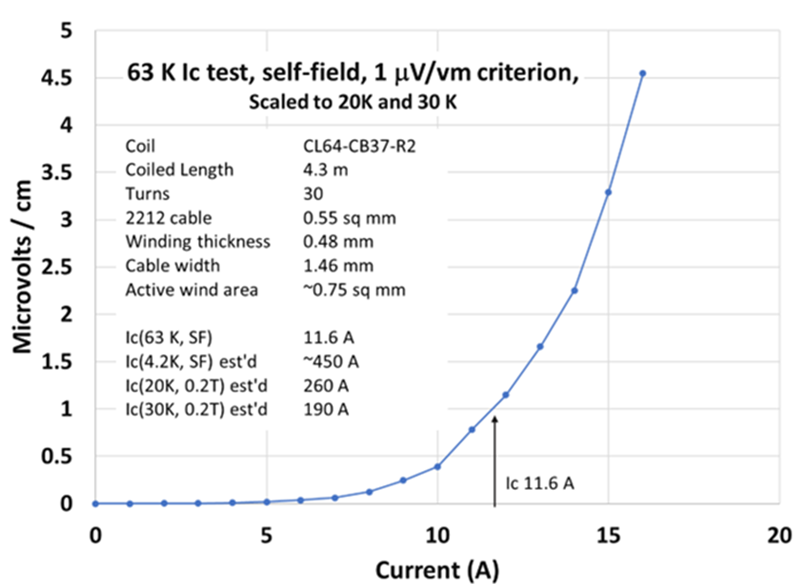 63 K Ic test, self-field, 1 μV/vm criterion,
Scaled to 20K and 30 K
Coil CL64-CB37-R2
Coiled Length 4.3 m
Turns 30
2212 cable 0.55 sq mm
Winding thickness 0.48 mm
Cable width 1.46 mm
Active wind area ~0.75 sq mm
Ic(63 K, SF) 11.6 A
Ic(4.2K, SF) est'd ~450 A
Ic(20K, 0.2T) est'd 260 A
Ic(30K, 0.2T) est'd 190 A
Ic 11.6 A
Microvolts / cm
5
4.5
4
3.5
3
2.5
2
1.5
1
0.5
0
0 5 10 15 20
Current (A)